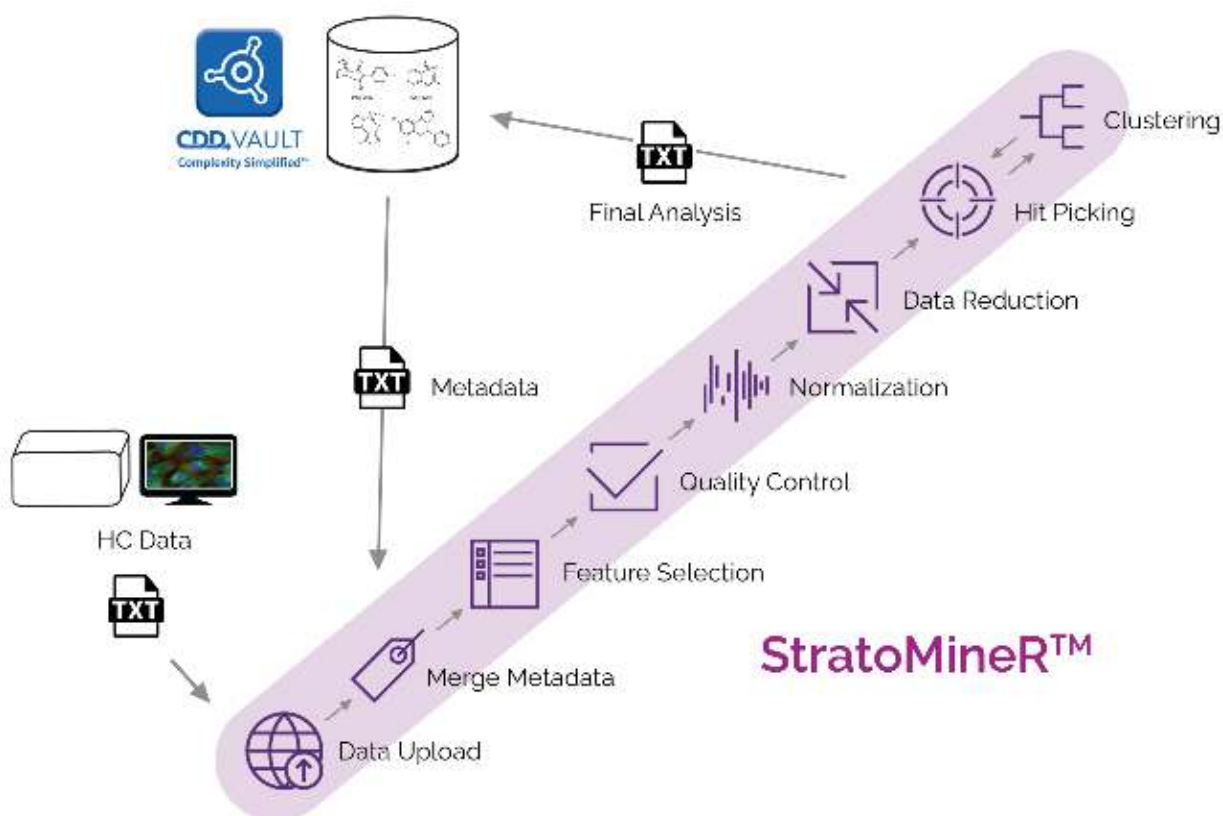 CDD VAULT
Complexity Simplified™
TXT
Final Analysis
Clustering
Hit Picking
Data Reduction
TXT
Metadata
Normalization
Quality Control
HC Data
Feature Selection
TXT
Merge Metadata
StratoMineR™
Data Upload